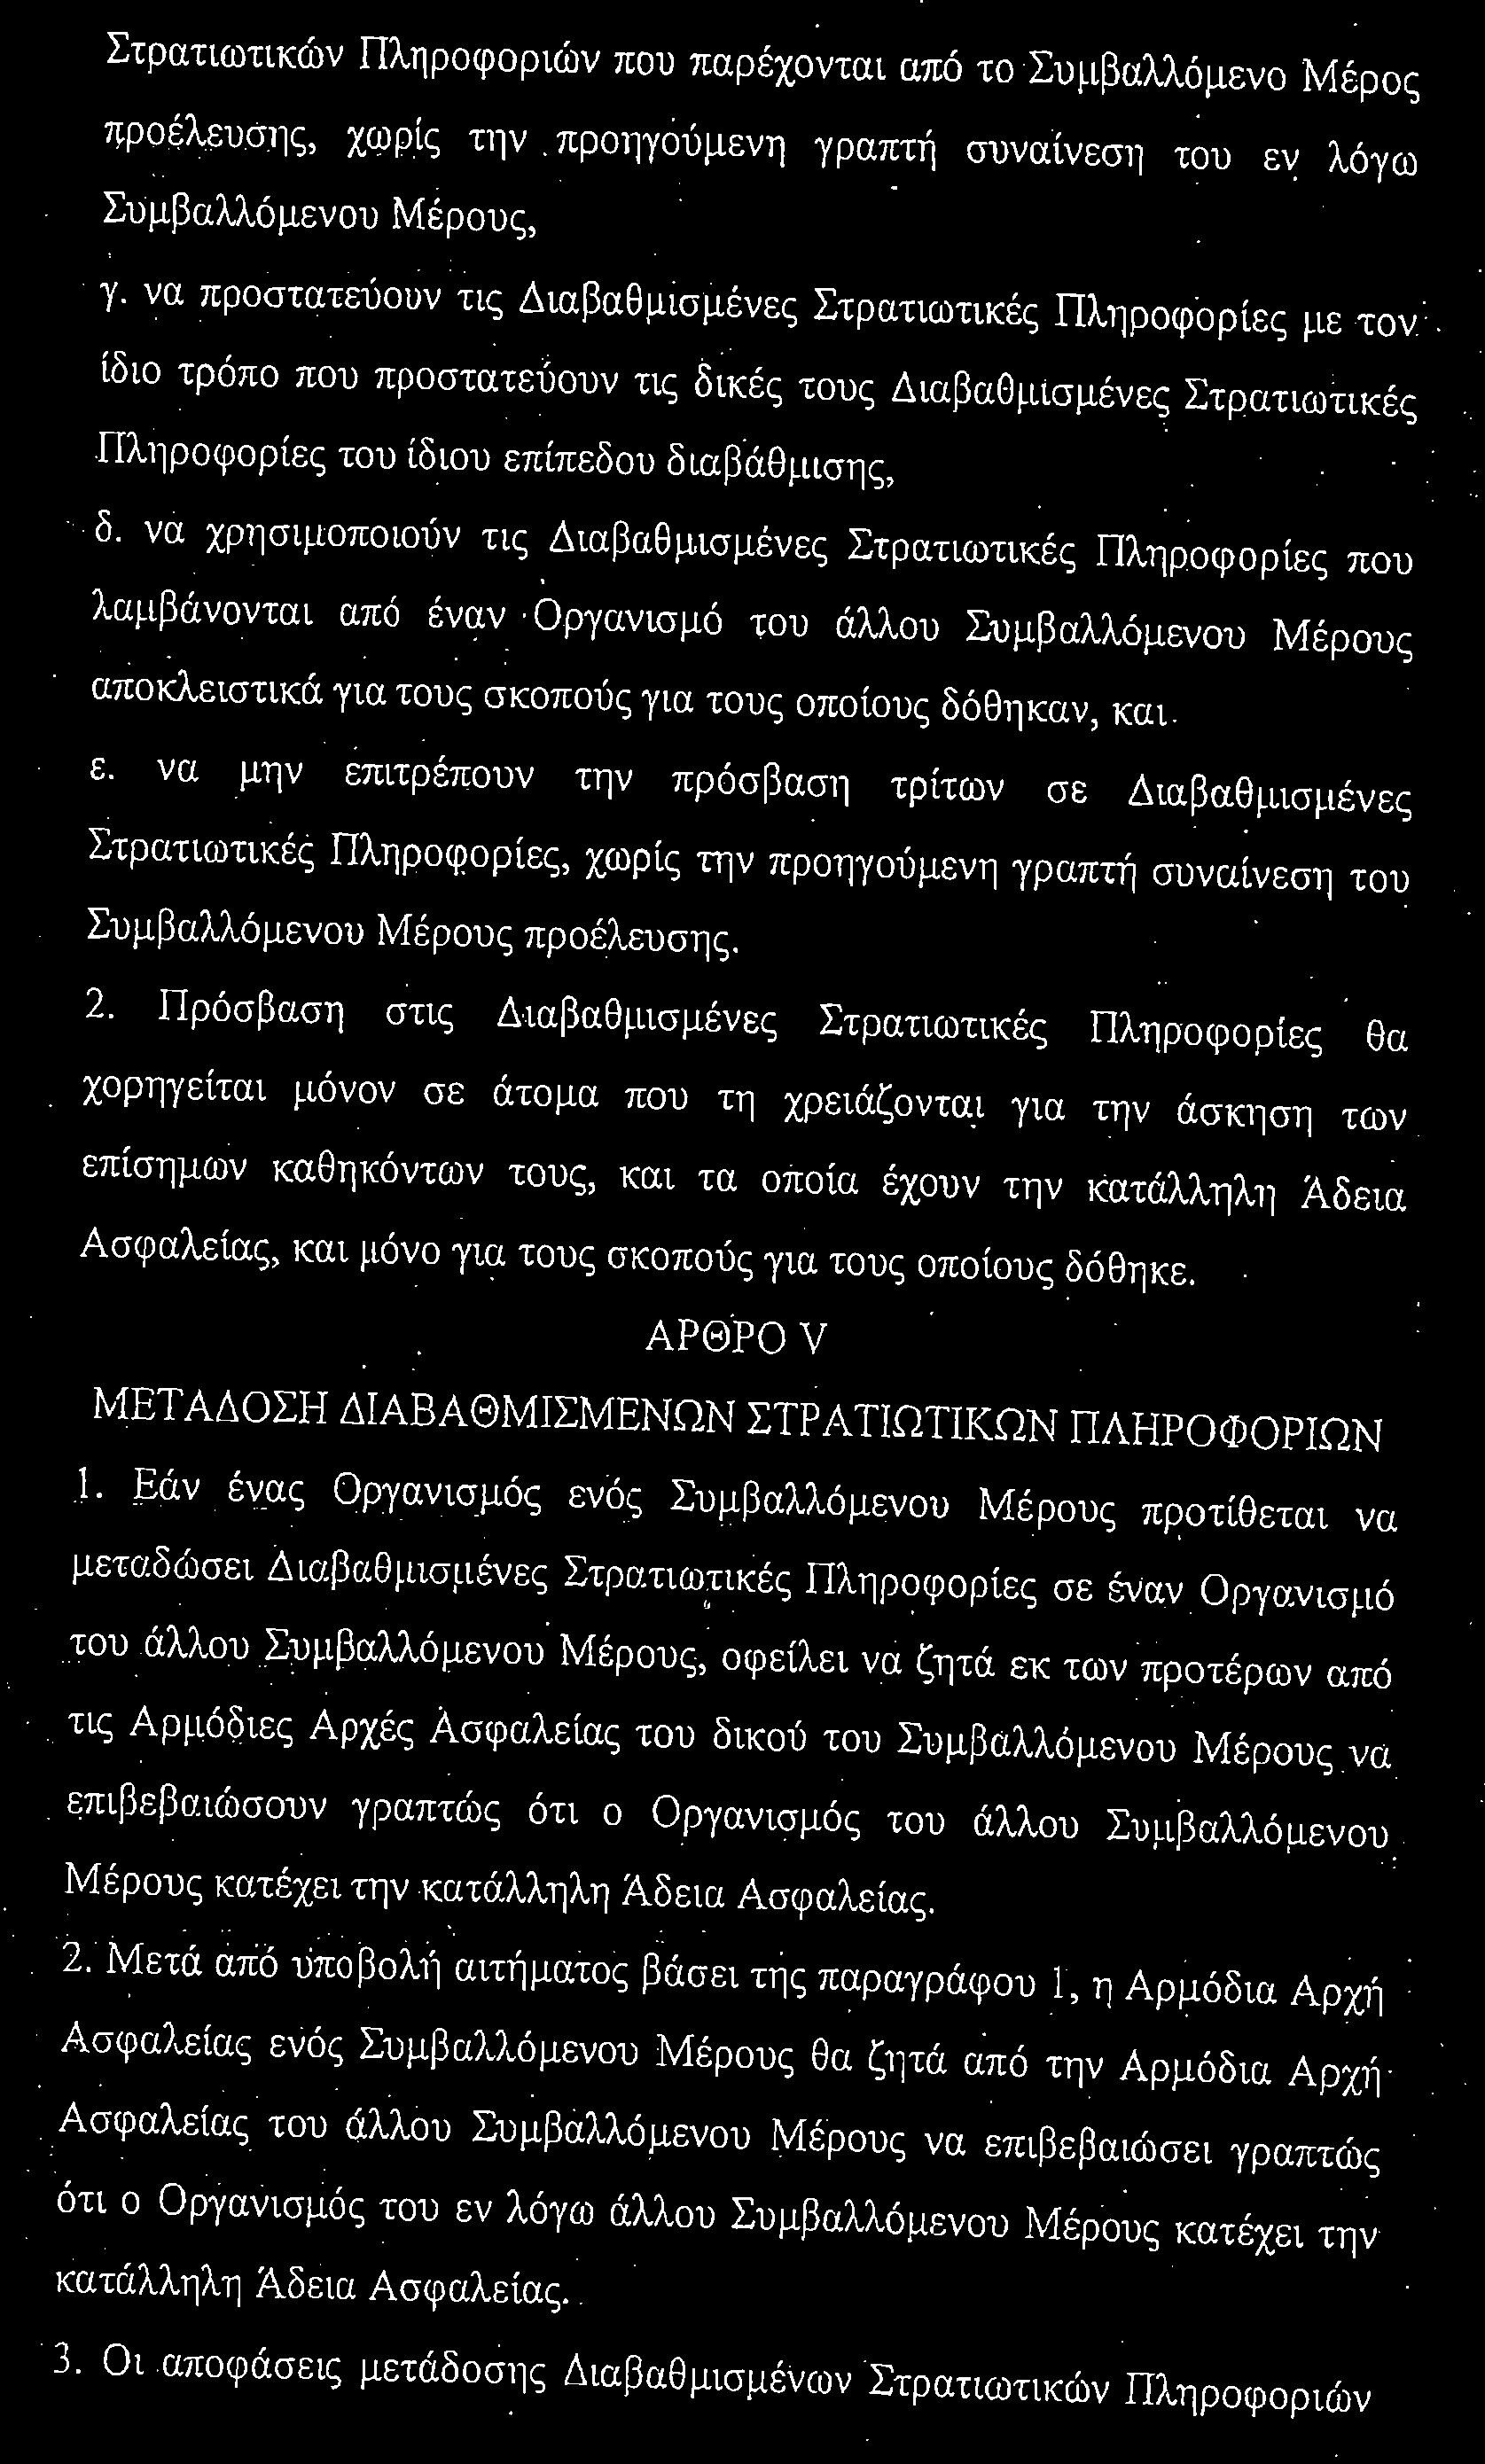 Στρατιωτικών Πληροφοριών που παρέχονται από το Συμβαλλόμενο Μέρος
προέλευσης, χωρίς την προηγούμενη γραπτή συναίνεση του εν λόγω
Συμβαλλόμενου Μέρους,
γ. να προστατεύουν τις Διαβαθμισμένες Στρατιωτικές Πληροφορίες με τον
ίδιο τρόπο που προστατεύουν τις δικές τους Διαβαθμισμένες Στρατιωτικές
Πληροφορίες του ίδιου επίπεδου διαβάθμισης,
δ. να χρησιμοποιούν τις Διαβαθμισμένες Στρατιωτικές Πληροφορίες που
λαμβάνονται από έναν Οργανισμό του άλλου Συμβαλλόμενου Μέρους
αποκλειστικά για τους σκοπούς για τους οποίους δόθηκαν, και
ε. να μην επιτρέπουν την πρόσβαση τρίτων σε Διαβαθμισμένες
Στρατιωτικές Πληροφορίες, χωρίς την προηγούμενη γραπτή συναίνεση του
Συμβαλλόμενου Μέρους προέλευσης.
2. Πρόσβαση στις Διαβαθμισμένες Στρατιωτικές Πληροφορίες θα
χορηγείται μόνον σε άτομα που τη χρειάζονται για την άσκηση των
επίσημων καθηκόντων τους, και τα οποία έχουν την κατάλληλη Άδεια
Ασφαλείας, και μόνο για τους σκοπούς για τους οποίους δόθηκε.
ΑΡΘΡΟ V
ΜΕΤΑΔΟΣΗ ΔΙΑΒΑΘΜΙΣΜΕΝΩΝ ΣΤΡΑΤΙΩΤΙΚΩΝ ΠΛΗΡΟΦΟΡΙΩΝ
1. Εάν ένας Οργανισμός ενός Συμβαλλόμενου Μέρους προτίθεται να
μεταδώσει Διαβαθμισμένες Στρατιωτικές Πληροφορίες σε έναν Οργανισμό
του άλλου Συμβαλλόμενου Μέρους, οφείλει να ζητά εκ των προτέρων από
τις Αρμόδιες Αρχές Ασφαλείας του δικού του Συμβαλλόμενου Μέρους να
επιβεβαιώσουν γραπτώς ότι ο Οργανισμός του άλλου Συμβαλλόμενου
Μέρους κατέχει την κατάλληλη Άδεια Ασφαλείας.
2. Μετά από υποβολή αιτήματος βάσει της παραγράφου 1, η Αρμόδια Αρχή
Ασφαλείας ενός Συμβαλλόμενου Μέρους θα ζητά από την Αρμόδια Αρχή
Ασφαλείας του άλλου Συμβαλλόμενου Μέρους να επιβεβαιώσει γραπτώς
ότι ο Οργανισμός του εν λόγω άλλου Συμβαλλόμενου Μέρους κατέχει την
κατάλληλη Άδεια Ασφαλείας.
3. Οι αποφάσεις μετάδοσης Διαβαθμισμένων Στρατιωτικών Πληροφοριών